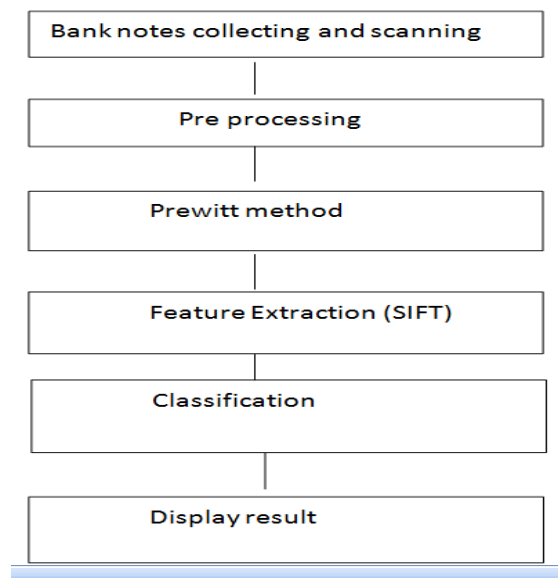 Bank notes collecting and scanning
Pre processing
Prewitt method
Feature Extraction (SIFT)
Classification
Display result